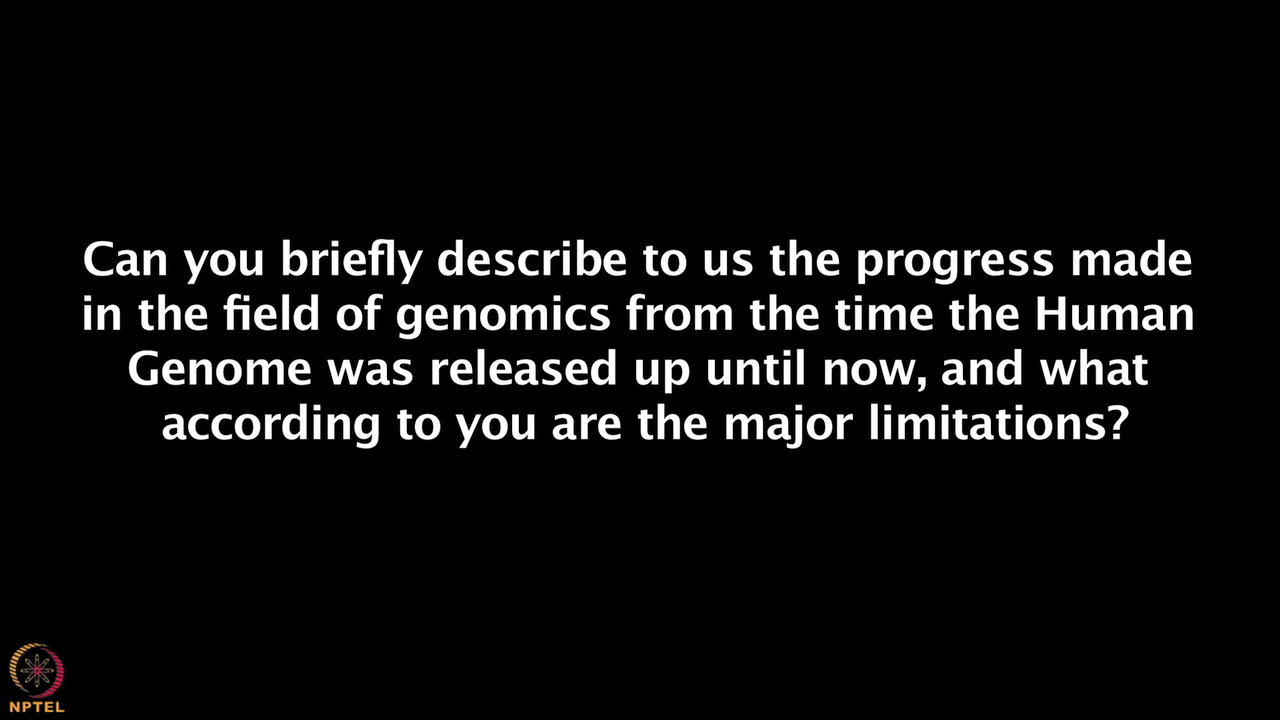 Can you briefly describe to us the progress made
in the field of genomics from the time the Human
Genome was released up until now, and what
according to you are the major limitations?
NPTEL